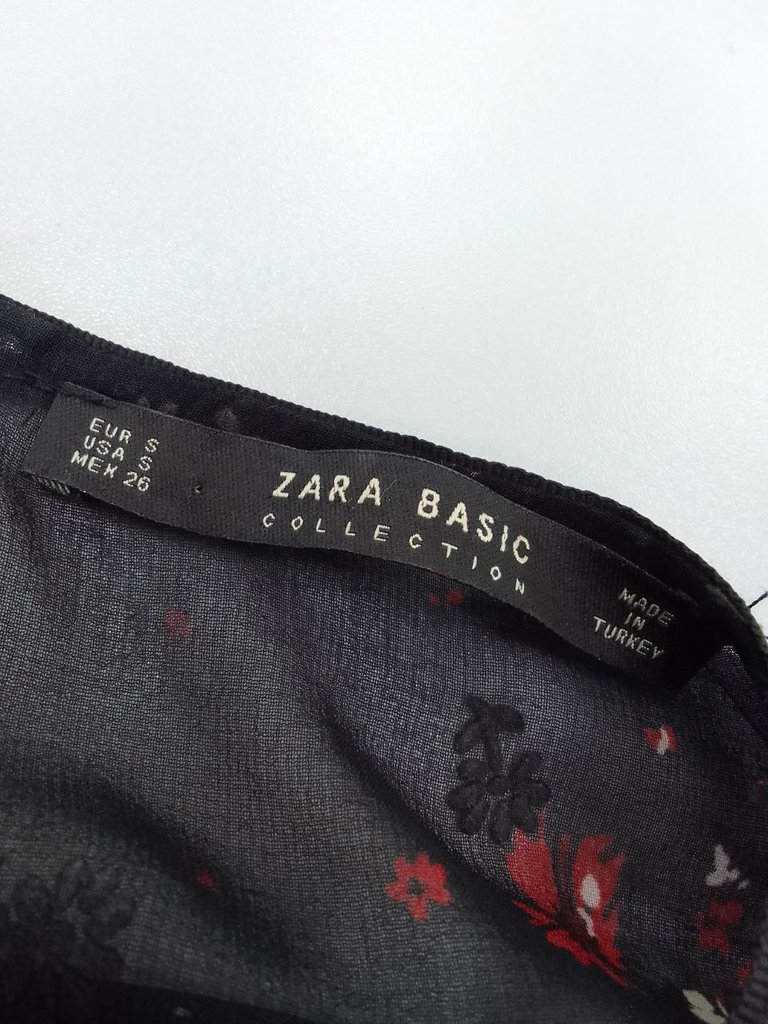 EUR S
USA S
MEX 26
ZARA BASIC
COLLECTION
MADE
IN
TURKEY